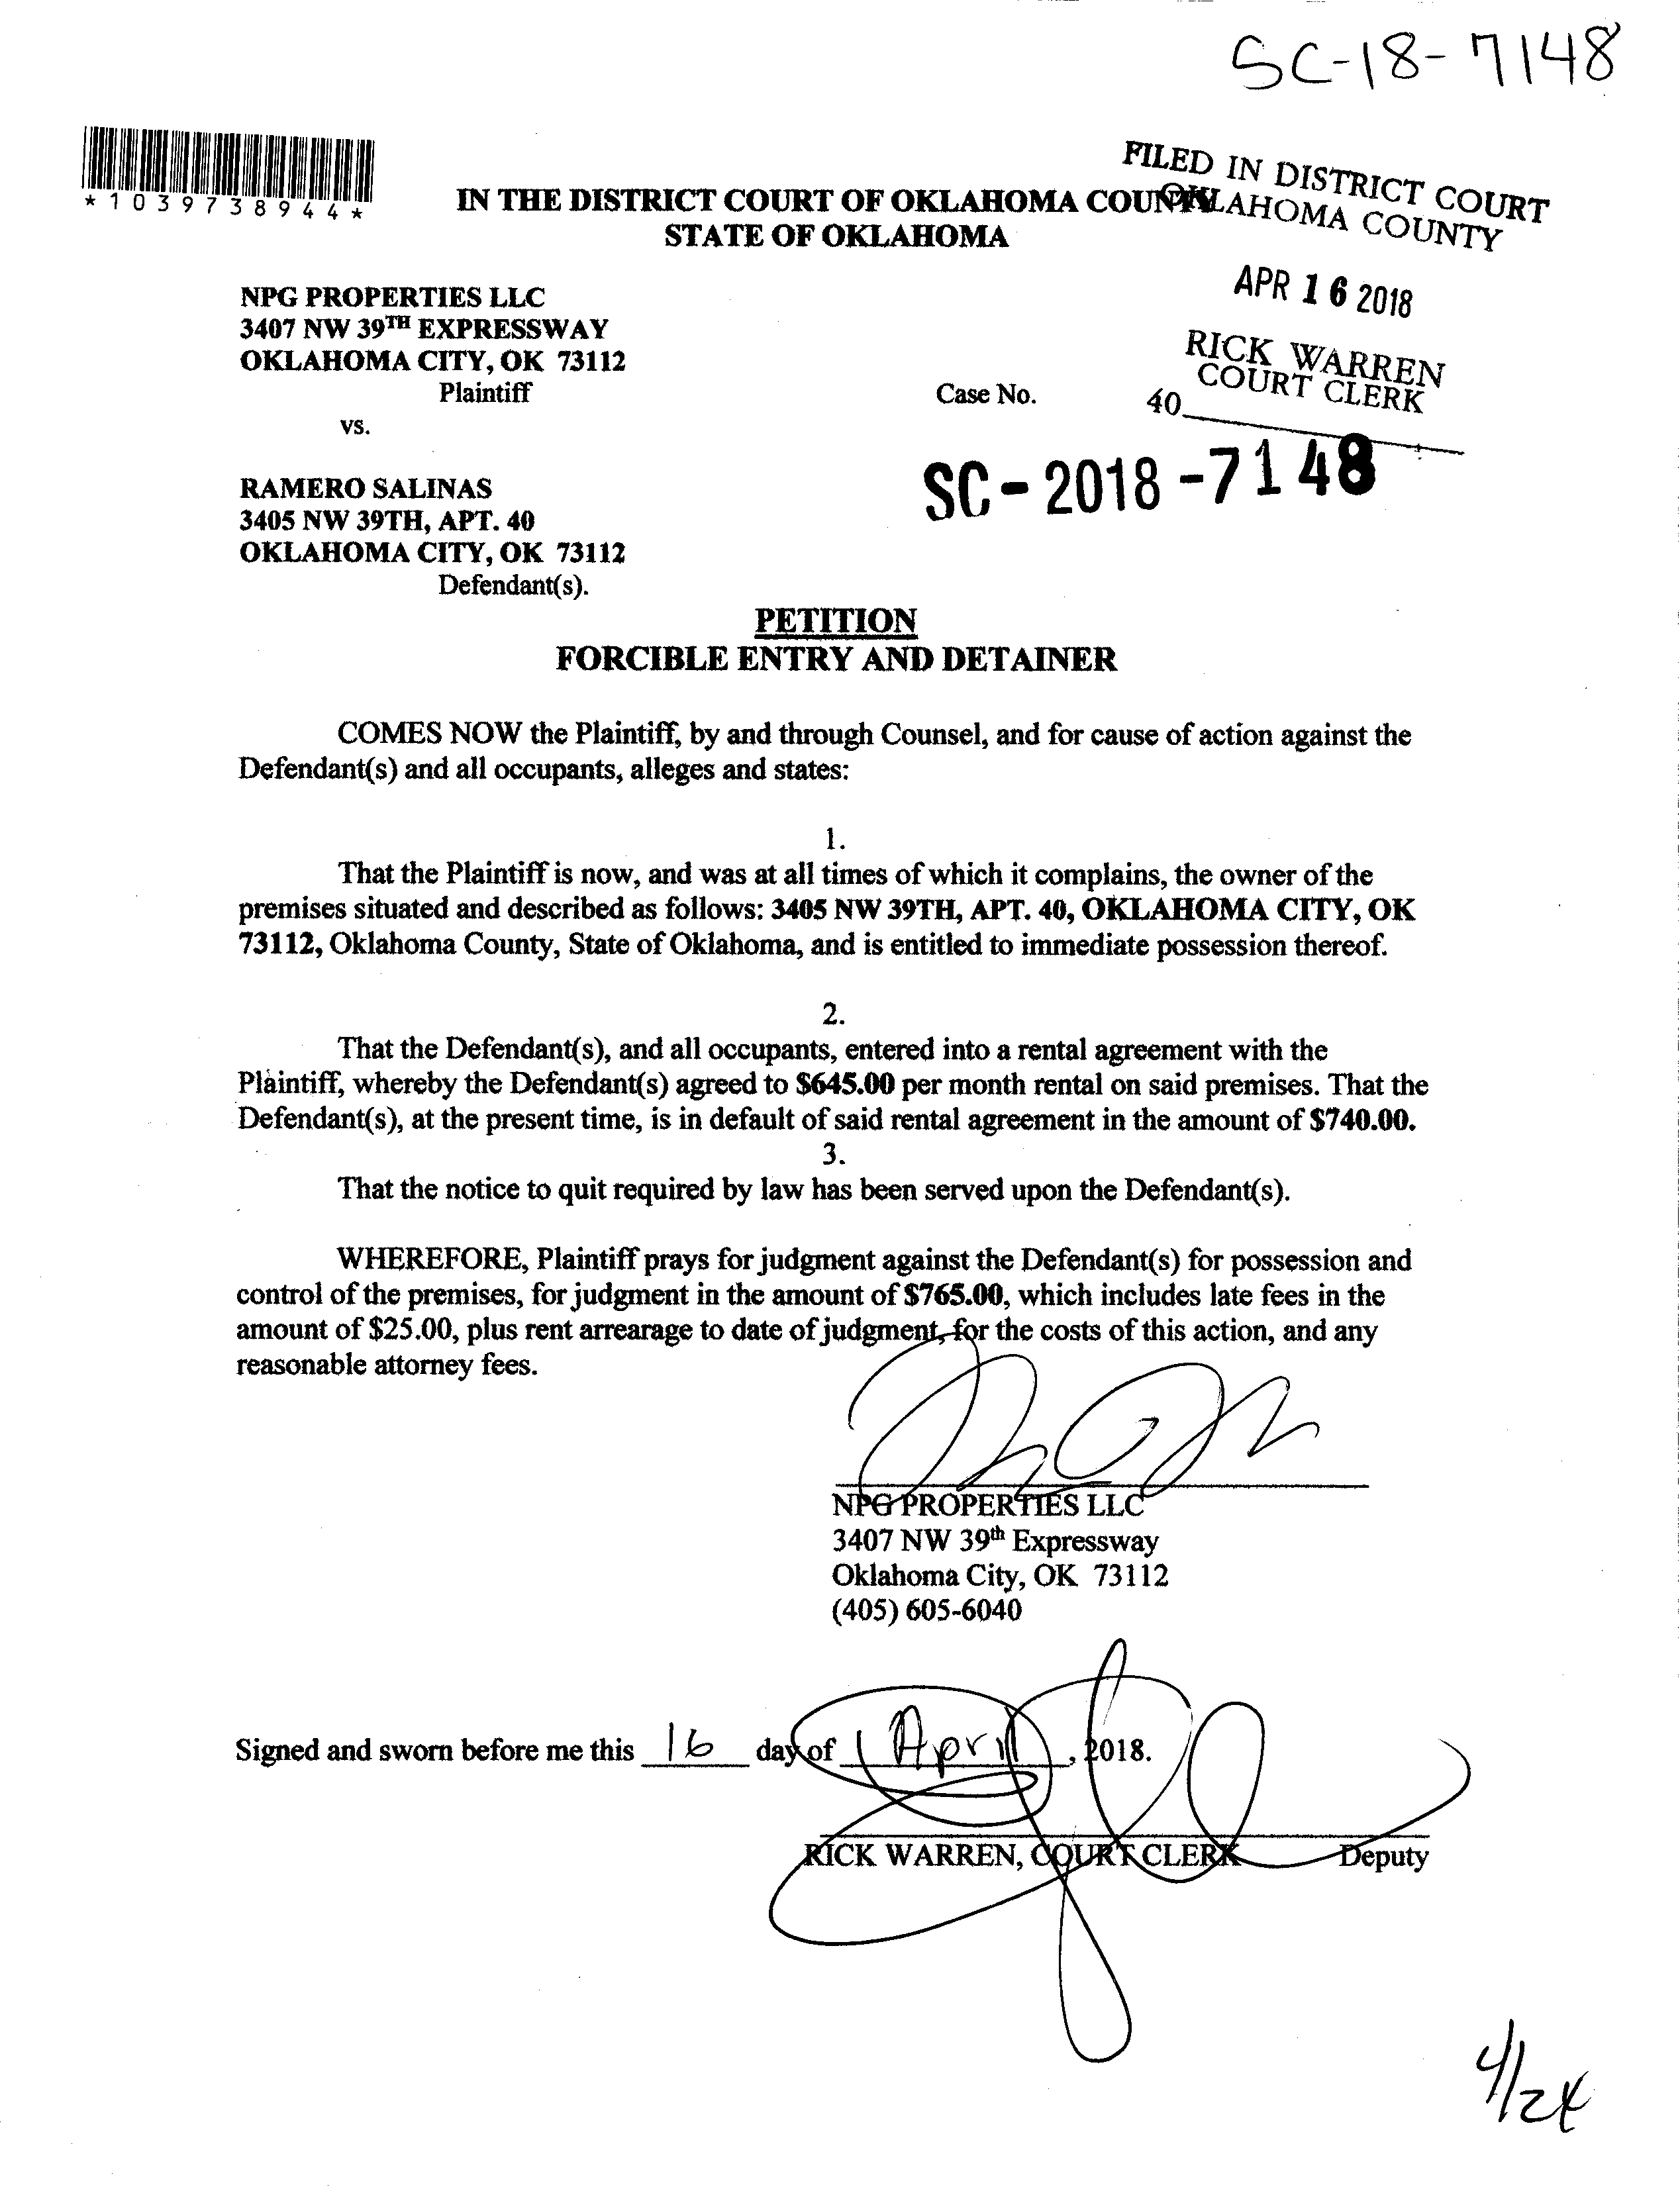 SC-18-7148
*1039738944*
FILED IN DISTRICT COURT
OKLAHOMA COUNTY
IN THE DISTRICT COURT OF OKLAHOMA COUNTY
STATE OF OKLAHOMA
APR 16 2018
RICK WARREN
COURT CLERK
40
NPG PROPERTIES LLC
3407 NW 39TH EXPRESSWAY
OKLAHOMA CITY, OK 73112
Plaintiff
Case No.
vs.
SC-2018-7148
RAMERO SALINAS
3405 NW 39TH, APT. 40
OKLAHOMA CITY, OK 73112
Defendant(s).
PETITION
FORCIBLE ENTRY AND DETAINER
COMES NOW the Plaintiff, by and through Counsel, and for cause of action against the
Defendant(s) and all occupants, alleges and states:
1.
That the Plaintiff is now, and was at all times of which it complains, the owner of the
premises situated and described as follows: 3405 NW 39TH, APT. 40, OKLAHOMA CITY, OK
73112, Oklahoma County, State of Oklahoma, and is entitled to immediate possession thereof.
2.
That the Defendant(s), and all occupants, entered into a rental agreement with the
Plaintiff, whereby the Defendant(s) agreed to $645.00 per month rental on said premises. That the
Defendant(s), at the present time, is in default of said rental agreement in the amount of $740.00.
3.
That the notice to quit required by law has been served upon the Defendant(s).
WHEREFORE, Plaintiff prays for judgment against the Defendant(s) for possession and
control of the premises, for judgment in the amount of $765.00, which includes late fees in the
amount of $25.00, plus rent arrearage to date of judgment, for the costs of this action, and any
reasonable attorney fees.
NPG PROPERTIES LLC
3407 NW 39th Expressway
Oklahoma City, OK 73112
(405) 605-6040
Signed and sworn before me this 16 day of April, 2018.
RICK WARREN, COURT CLERK Deputy
4/24